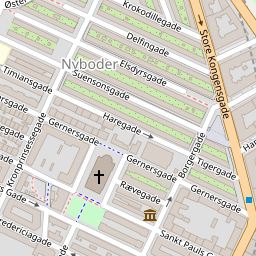 Øster
Krokodillegade
Delfingade
Store Kongensgade
Elsdyrsgade
Nyboder
Suensonsgade
Timiansgade
Haregade
Gernersgade
Kronprinsessegade
Gernersgade
Borgergade
Tigergade
Rævegade
Gernersgade
Fredericiagade
Sankt Pauls G